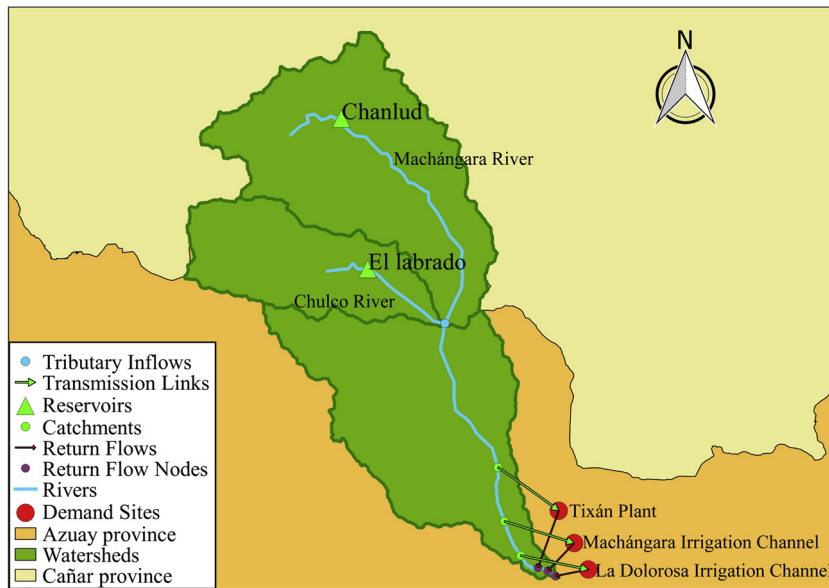 N
Chanlud
Machángara River
El labrado
Chulco River
Tributary Inflows
Transmission Links
Reservoirs
Catchments
Return Flows
Return Flow Nodes
Rivers
Demand Sites
Azuay province
Watersheds
Cañar province
Tixán Plant
Machángara Irrigation Channel
La Dolorosa Irrigation Channel